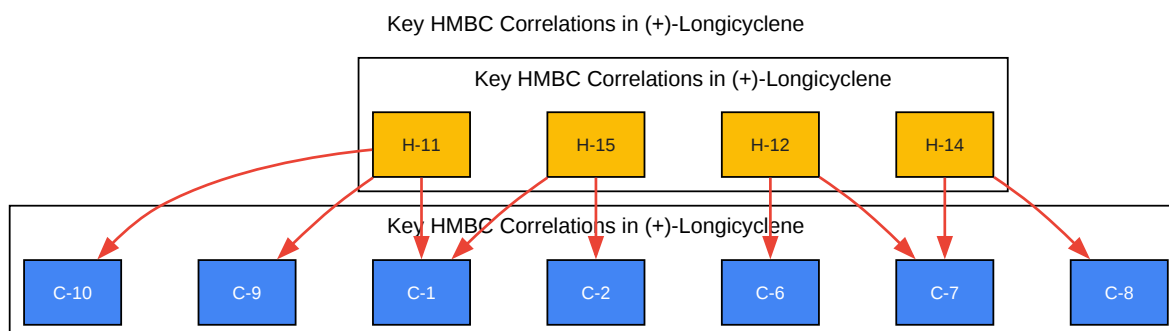 Key HMBC Correlations in (+)-Longicyclene
Key HMBC Correlations in (+)-Longicyclene
H-11 H-15 H-12 H-14
Key HMBC Correlations in (+)-Longicyclene
C-10 C-9 C-1 C-2 C-6 C-7 C-8